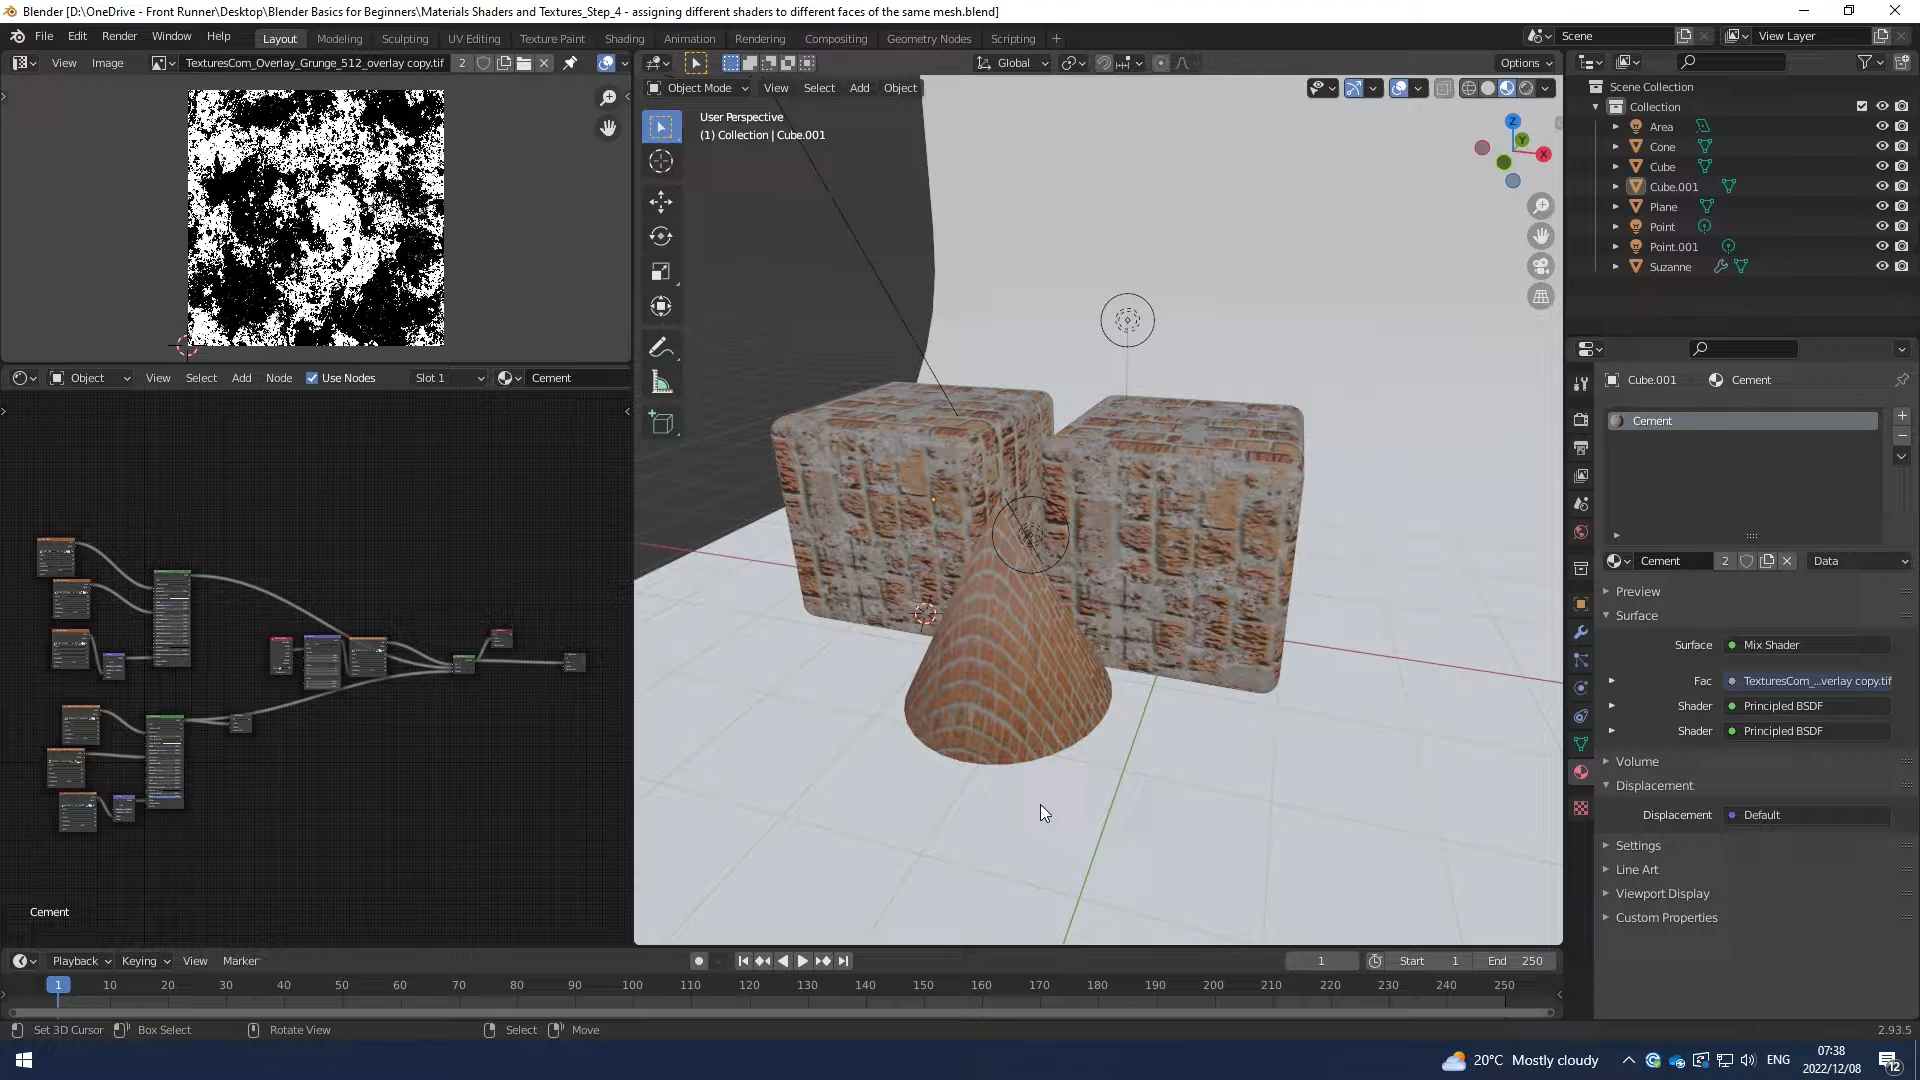 Blender [D:\OneDrive - Front Runner\Desktop\Blender Basics for Beginners\Materials Shaders and Textures_Step_4 - assigning different shaders to different faces of the same mesh.blend]
File Edit Render Window Help Layout Modeling Sculpting UV Editing Texture Paint Shading Animation Rendering Compositing Geometry Nodes Scripting + Scene View Layer
View Image TexturesCom_Overlay_Grunge_512_overlay copy.tif 2 Global Options
Object Mode View Select Add Object
User Perspective
(1) Collection | Cube.001
Z
Y
X
Scene Collection
Collection
Area
Cone
Cube
Cube.001
Plane
Point
Point.001
Suzanne
Object View Select Add Node Use Nodes Slot 1 Cement
Cement
Cube.001 Cement
Cement
Cement 2 Data
Preview
Surface
Surface Mix Shader
Fac TexturesCom_...verlay copy.tif
Shader Principled BSDF
Shader Principled BSDF
Volume
Displacement
Displacement Default
Settings
Line Art
Viewport Display
Custom Properties
Playback Keying View Marker 1 Start 1 End 250
1 10 20 30 40 50 60 70 80 90 100 110 120 130 140 150 160 170 180 190 200 210 220 230 240 250
Set 3D Cursor Box Select Rotate View Select Move 2.93.5
20°C Mostly cloudy ENG 07:38
2022/12/08 12